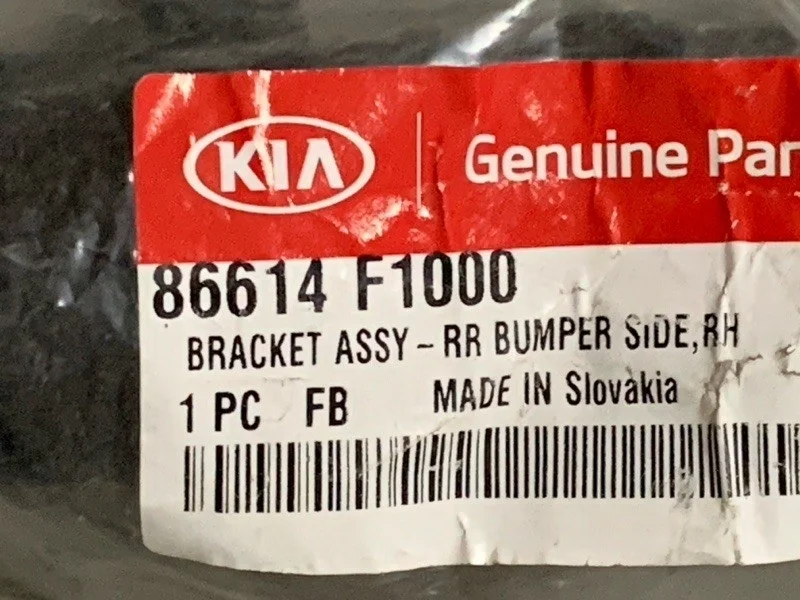 KIA Genuine Par
86614 F1000
BRACKET ASSY-RR BUMPER SIDE,RH
1 PC FB MADE IN Slovakia